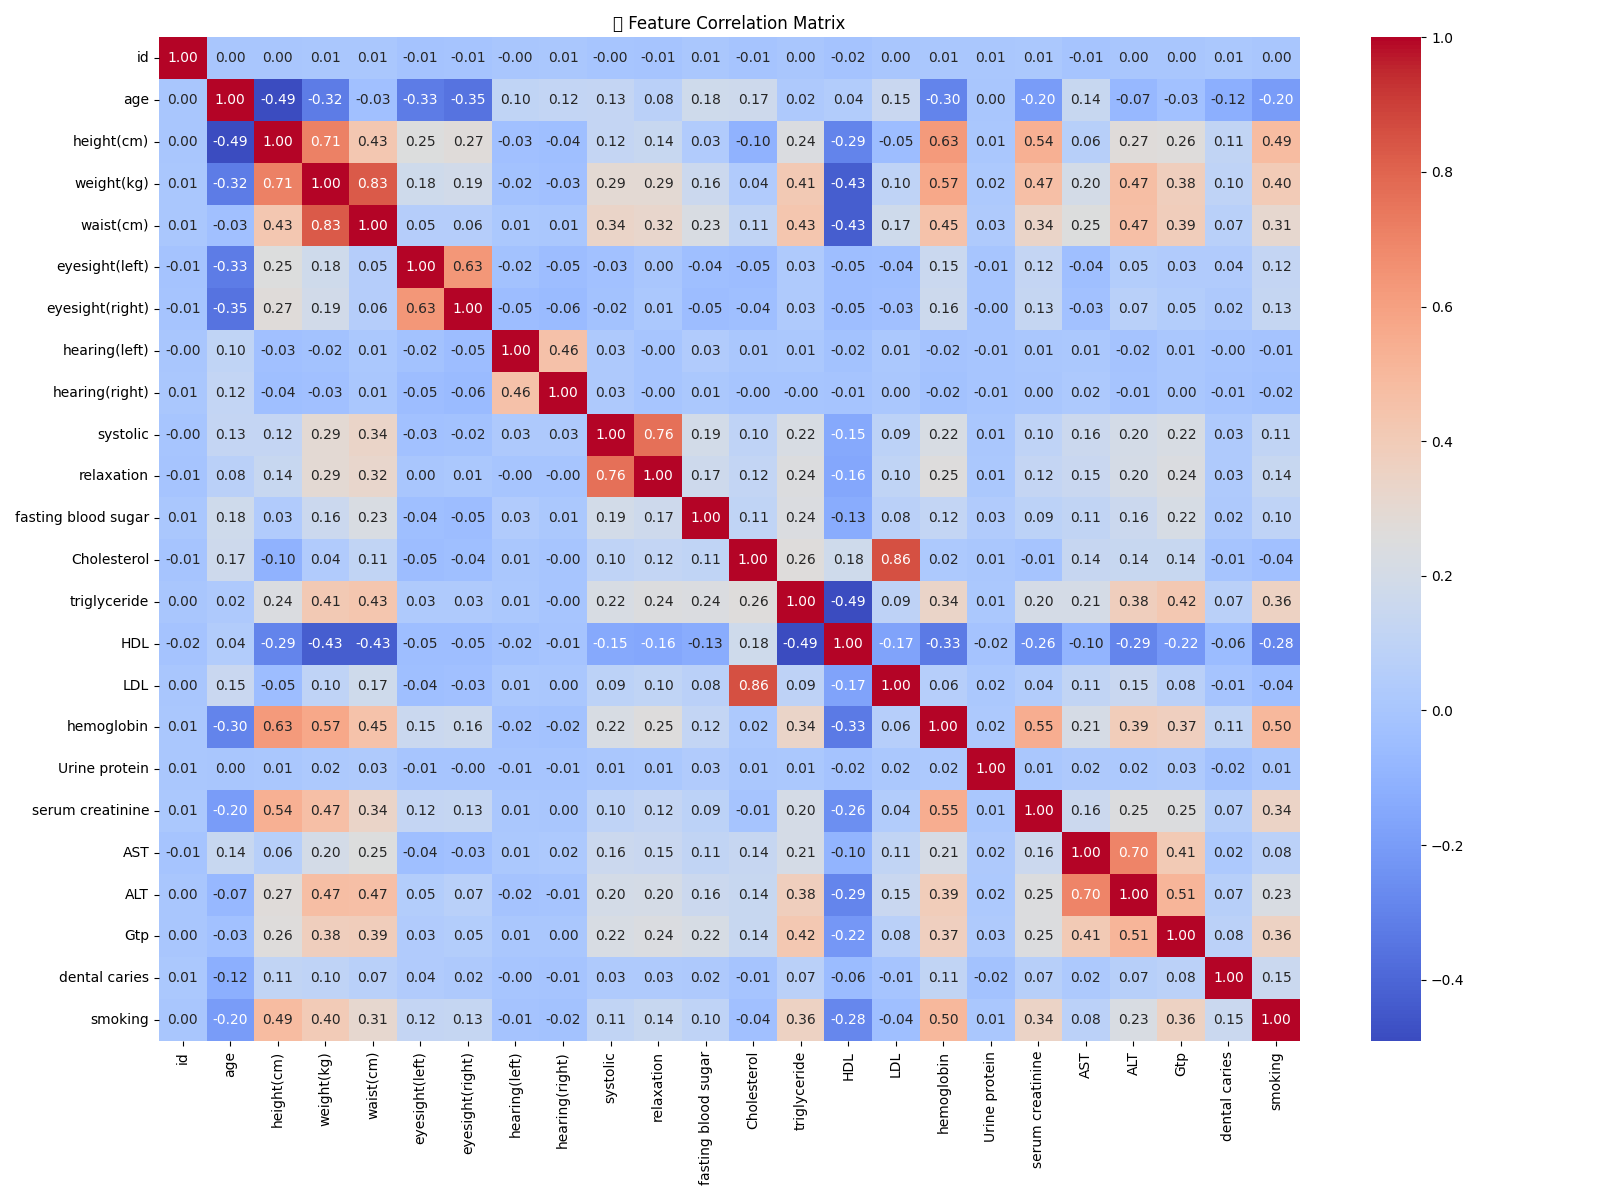 ▯ Feature Correlation Matrix
id 1.00 0.00 0.00 0.01 0.01 -0.01 -0.01 -0.00 0.01 -0.00 -0.01 0.01 -0.01 0.00 -0.02 0.00 0.01 0.01 0.01 -0.01 0.00 0.00 0.01 0.00
age 0.00 1.00 -0.49 -0.32 -0.03 -0.33 -0.35 0.10 0.12 0.13 0.08 0.18 0.17 0.02 0.04 0.15 -0.30 0.00 -0.20 0.14 -0.07 -0.03 -0.12 -0.20
height(cm) 0.00 -0.49 1.00 0.71 0.43 0.25 0.27 -0.03 -0.04 0.12 0.14 0.03 -0.10 0.24 -0.29 -0.05 0.63 0.01 0.54 0.06 0.27 0.26 0.11 0.49
weight(kg) 0.01 -0.32 0.71 1.00 0.83 0.18 0.19 -0.02 -0.03 0.29 0.29 0.16 0.04 0.41 -0.43 0.10 0.57 0.02 0.47 0.20 0.47 0.38 0.10 0.40
waist(cm) 0.01 -0.03 0.43 0.83 1.00 0.05 0.06 0.01 0.01 0.34 0.32 0.23 0.11 0.43 -0.43 0.17 0.45 0.03 0.34 0.25 0.47 0.39 0.07 0.31
eyesight(left) -0.01 -0.33 0.25 0.18 0.05 1.00 0.63 -0.02 -0.05 -0.03 0.00 -0.04 -0.05 0.03 -0.05 -0.04 0.15 -0.01 0.12 -0.04 0.05 0.03 0.04 0.12
eyesight(right) -0.01 -0.35 0.27 0.19 0.06 0.63 1.00 -0.05 -0.06 -0.02 0.01 -0.05 -0.04 0.03 -0.05 -0.03 0.16 -0.00 0.13 -0.03 0.07 0.05 0.02 0.13
hearing(left) -0.00 0.10 -0.03 -0.02 0.01 -0.02 -0.05 1.00 0.46 0.03 -0.00 0.03 0.01 0.01 -0.02 0.01 -0.02 -0.01 0.01 0.01 -0.02 0.01 -0.00 -0.01
hearing(right) 0.01 0.12 -0.04 -0.03 0.01 -0.05 -0.06 0.46 1.00 0.03 -0.00 0.01 -0.00 -0.00 -0.01 0.00 -0.02 -0.01 0.00 0.02 -0.01 0.00 -0.01 -0.02
systolic -0.00 0.13 0.12 0.29 0.34 -0.03 -0.02 0.03 0.03 1.00 0.76 0.19 0.10 0.22 -0.15 0.09 0.22 0.01 0.10 0.16 0.20 0.22 0.03 0.11
relaxation -0.01 0.08 0.14 0.29 0.32 0.00 0.01 -0.00 -0.00 0.76 1.00 0.17 0.12 0.24 -0.16 0.10 0.25 0.01 0.12 0.15 0.20 0.24 0.03 0.14
fasting blood sugar 0.01 0.18 0.03 0.16 0.23 -0.04 -0.05 0.03 0.01 0.19 0.17 1.00 0.11 0.24 -0.13 0.08 0.12 0.03 0.09 0.11 0.16 0.22 0.02 0.10
Cholesterol -0.01 0.17 -0.10 0.04 0.11 -0.05 -0.04 0.01 -0.00 0.10 0.12 0.11 1.00 0.26 0.18 0.86 0.02 0.01 -0.01 0.14 0.14 0.14 -0.01 -0.04
triglyceride 0.00 0.02 0.24 0.41 0.43 0.03 0.03 0.01 -0.00 0.22 0.24 0.24 0.26 1.00 -0.49 0.09 0.34 0.01 0.20 0.21 0.38 0.42 0.07 0.36
HDL -0.02 0.04 -0.29 -0.43 -0.43 -0.05 -0.05 -0.02 -0.01 -0.15 -0.16 -0.13 0.18 -0.49 1.00 -0.17 -0.33 -0.02 -0.26 -0.10 -0.29 -0.22 -0.06 -0.28
LDL 0.00 0.15 -0.05 0.10 0.17 -0.04 -0.03 0.01 0.00 0.09 0.10 0.08 0.86 0.09 -0.17 1.00 0.06 0.02 0.04 0.11 0.15 0.08 -0.01 -0.04
hemoglobin 0.01 -0.30 0.63 0.57 0.45 0.15 0.16 -0.02 -0.02 0.22 0.25 0.12 0.02 0.34 -0.33 0.06 1.00 0.02 0.55 0.21 0.39 0.37 0.11 0.50
Urine protein 0.01 0.00 0.01 0.02 0.03 -0.01 -0.00 -0.01 -0.01 0.01 0.01 0.03 0.01 0.01 -0.02 0.02 0.02 1.00 0.01 0.02 0.02 0.03 -0.02 0.01
serum creatinine 0.01 -0.20 0.54 0.47 0.34 0.12 0.13 0.01 0.00 0.10 0.12 0.09 -0.01 0.20 -0.26 0.04 0.55 0.01 1.00 0.16 0.25 0.25 0.07 0.34
AST -0.01 0.14 0.06 0.20 0.25 -0.04 -0.03 0.01 0.02 0.16 0.15 0.11 0.14 0.21 -0.10 0.11 0.21 0.02 0.16 1.00 0.70 0.41 0.02 0.08
ALT 0.00 -0.07 0.27 0.47 0.47 0.05 0.07 -0.02 -0.01 0.20 0.20 0.16 0.14 0.38 -0.29 0.15 0.39 0.02 0.25 0.70 1.00 0.51 0.07 0.23
Gtp 0.00 -0.03 0.26 0.38 0.39 0.03 0.05 0.01 0.00 0.22 0.24 0.22 0.14 0.42 -0.22 0.08 0.37 0.03 0.25 0.41 0.51 1.00 0.08 0.36
dental caries 0.01 -0.12 0.11 0.10 0.07 0.04 0.02 -0.00 -0.01 0.03 0.03 0.02 -0.01 0.07 -0.06 -0.01 0.11 -0.02 0.07 0.02 0.07 0.08 1.00 0.15
smoking 0.00 -0.20 0.49 0.40 0.31 0.12 0.13 -0.01 -0.02 0.11 0.14 0.10 -0.04 0.36 -0.28 -0.04 0.50 0.01 0.34 0.08 0.23 0.36 0.15 1.00
id age height(cm) weight(kg) waist(cm) eyesight(left) eyesight(right) hearing(left) hearing(right) systolic relaxation fasting blood sugar Cholesterol triglyceride HDL LDL hemoglobin Urine protein serum creatinine AST ALT Gtp dental caries smoking
1.0
0.8
0.6
0.4
0.2
0.0
−0.2
−0.4